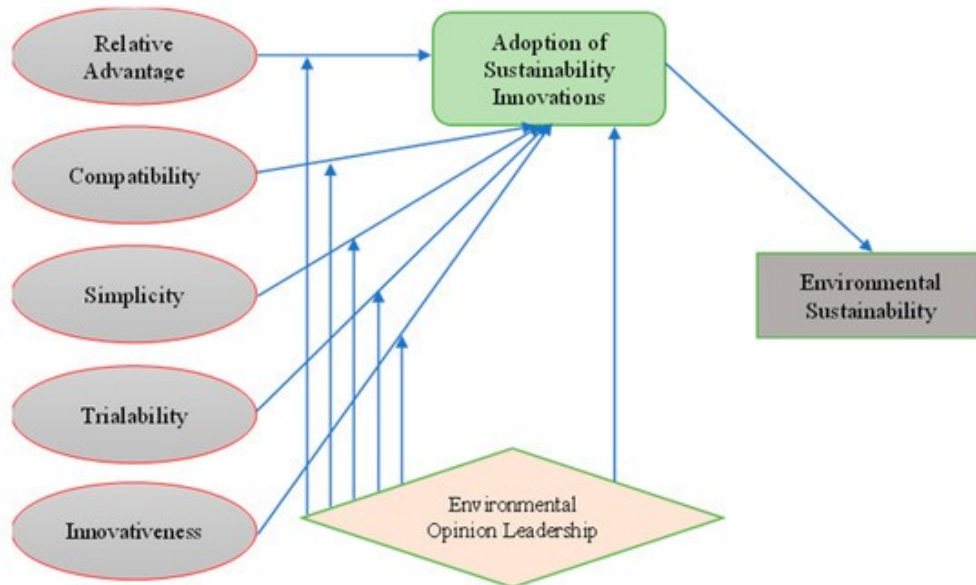 Relative
Advantage
Adoption of
Sustainability
Innovations
Compatibility
Simplicity
Environmental
Sustainability
Trialability
Innovativeness
Environmental
Opinion Leadership